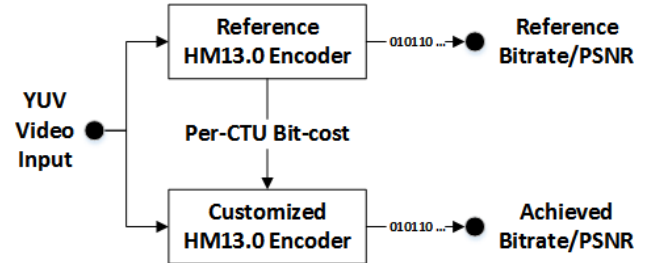 Reference
HM13.0 Encoder
010110 ...
Reference
Bitrate/PSNR
YUV
Video
Input
Per-CTU Bit-cost
Customized
HM13.0 Encoder
010110 ...
Achieved
Bitrate/PSNR